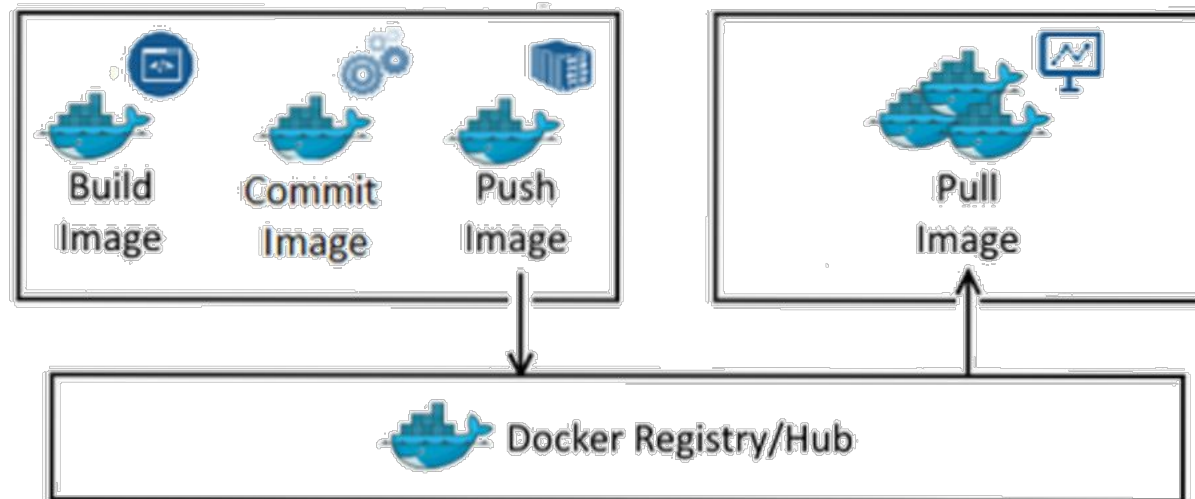 Build
Image
Commit
Image
Push
Image
Pull
Image
Docker Registry/Hub